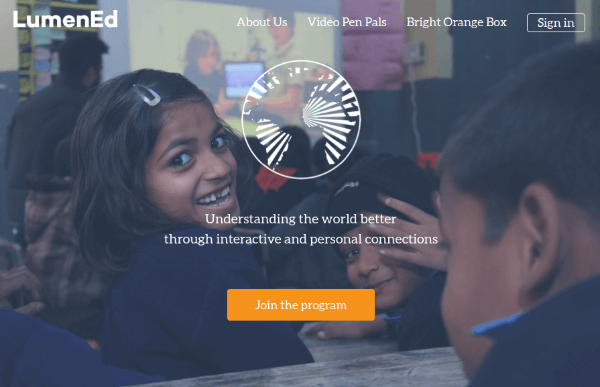 LumenEd
About Us Video Pen Pals Bright Orange Box Sign in
Understanding the world better
through interactive and personal connections
Join the program